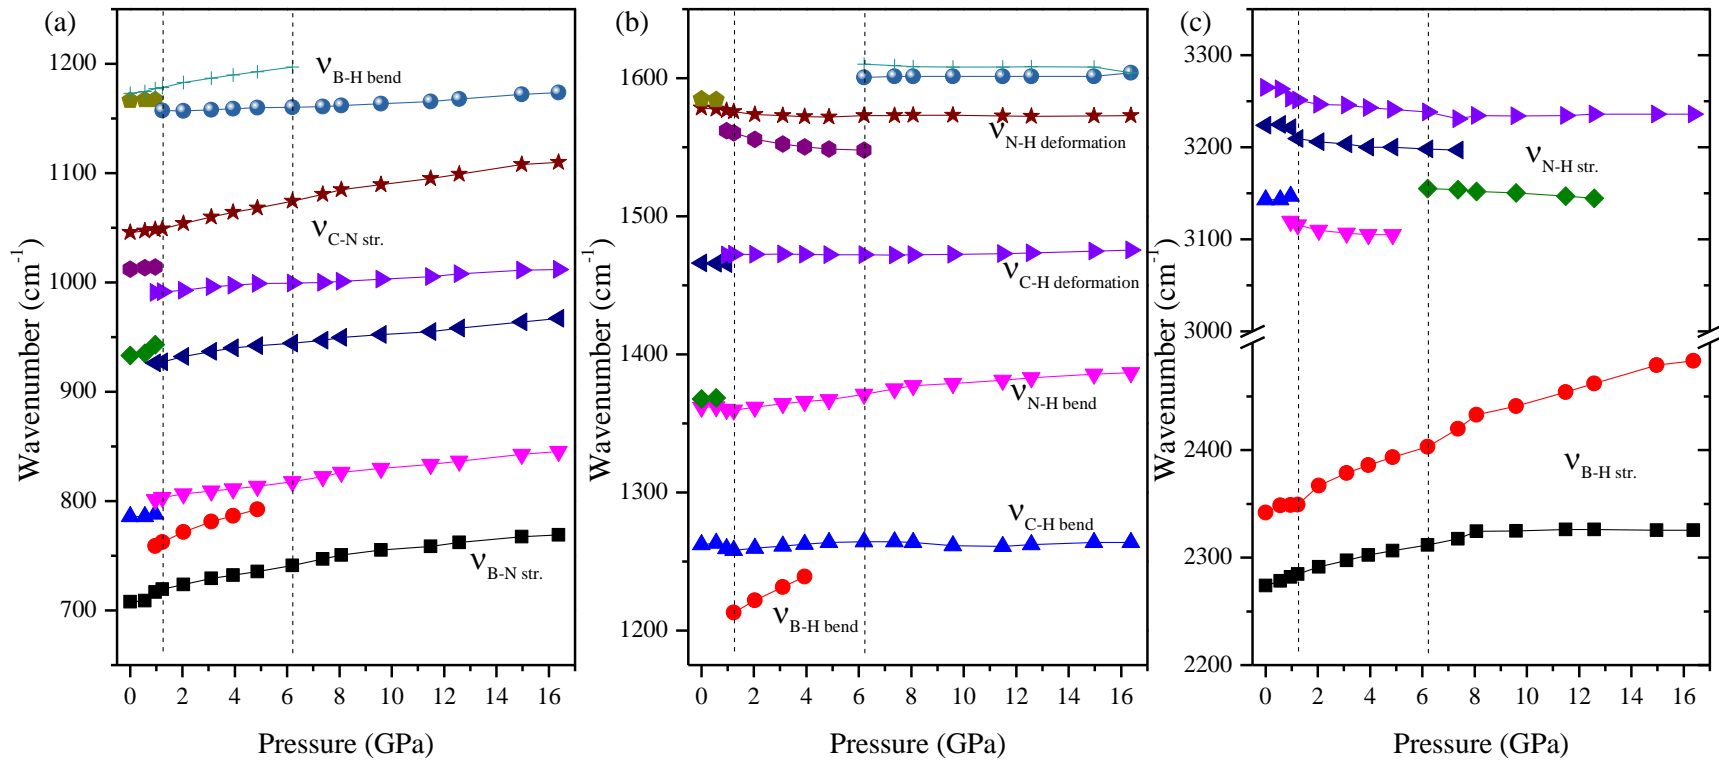 (a)
Wavenumber (cm-1)
1200
1100
1000
900
800
700
νB-H bend
νC-N str.
νB-N str.
0 2 4 6 8 10 12 14 16
Pressure (GPa)
(b)
Wavenumber (cm-1)
1600
1500
1400
1300
1200
νN-H deformation
νC-H deformation
νN-H bend
νC-H bend
νB-H bend
0 2 4 6 8 10 12 14 16
Pressure (GPa)
(c)
Wavenumber (cm-1)
3300
3200
3100
3000
2400
2300
2200
νN-H str.
νB-H str.
0 2 4 6 8 10 12 14 16
Pressure (GPa)